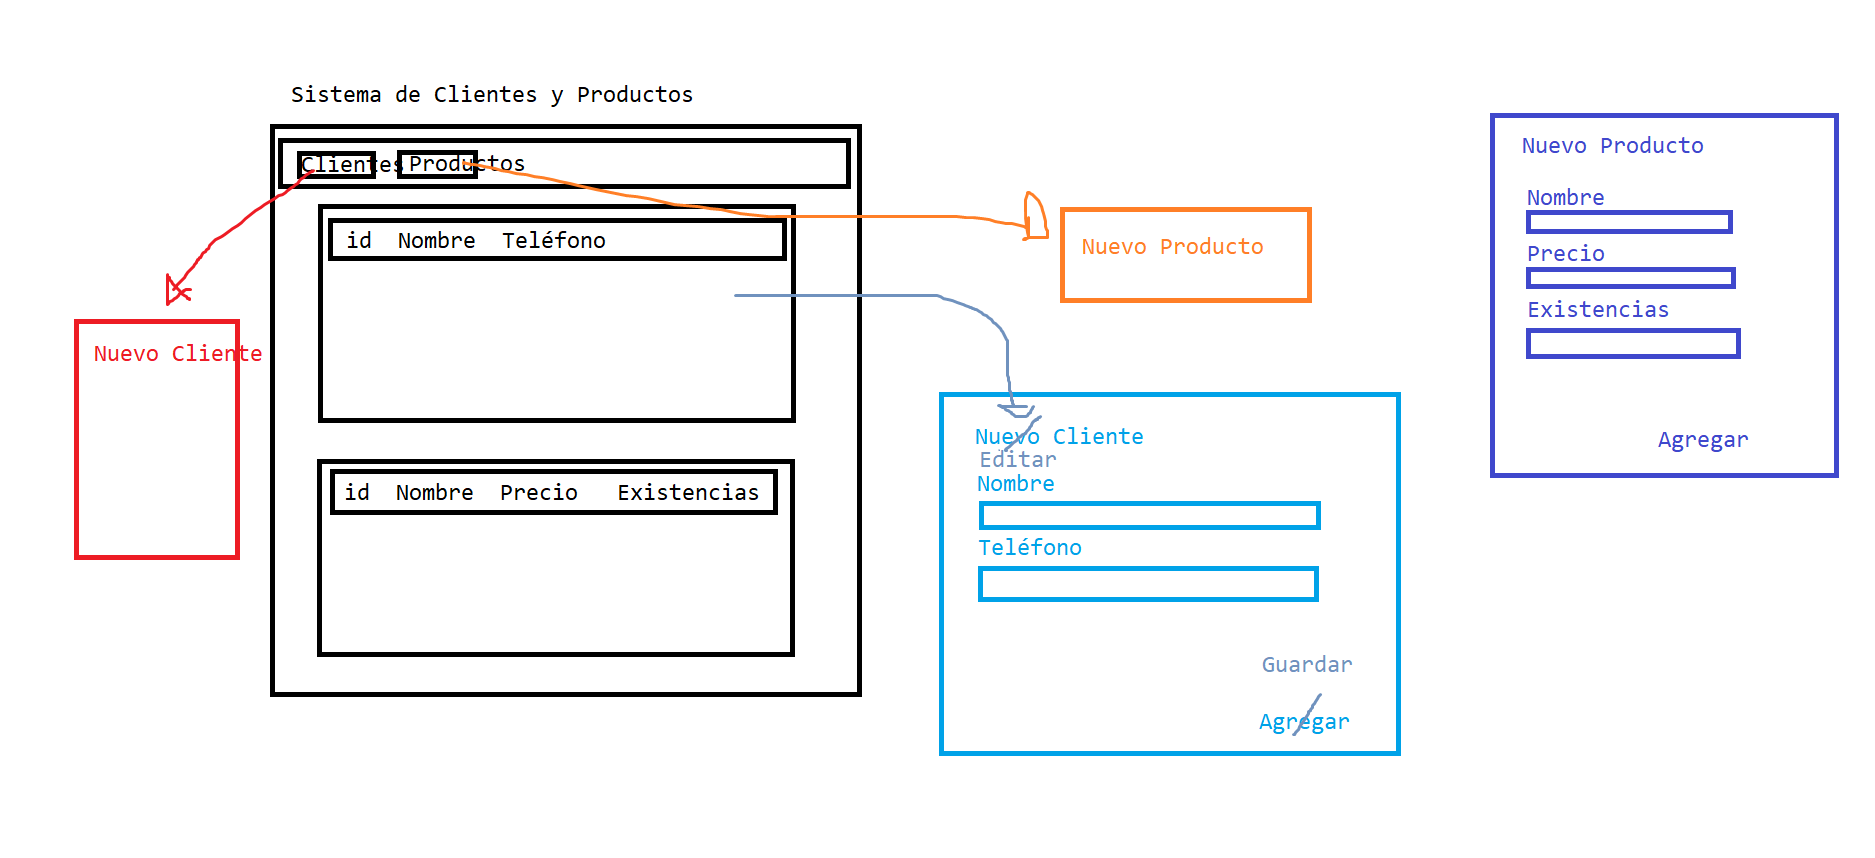 Sistema de Clientes y Productos
Clientes Productos
id Nombre Teléfono
id Nombre Precio Existencias
Nuevo Cliente
Nuevo Producto
Nuevo Cliente
Editar
Nombre
Teléfono
Guardar
Agregar
Nuevo Producto
Nombre
Precio
Existencias
Agregar